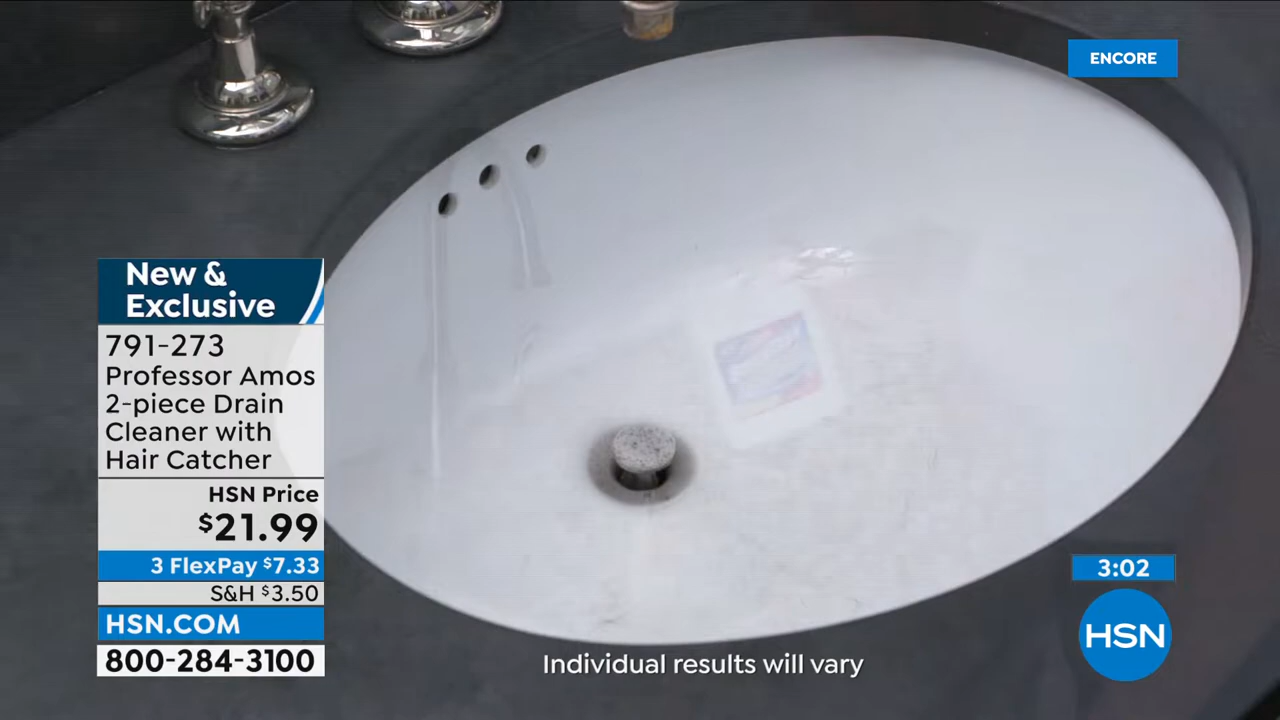 ENCORE
New &
Exclusive
791-273
Professor Amos
2-piece Drain
Cleaner with
Hair Catcher
HSN Price
$21.99
3 FlexPay $7.33
S&H $3.50
HSN.COM
800-284-3100
3:02
HSN
Individual results will vary